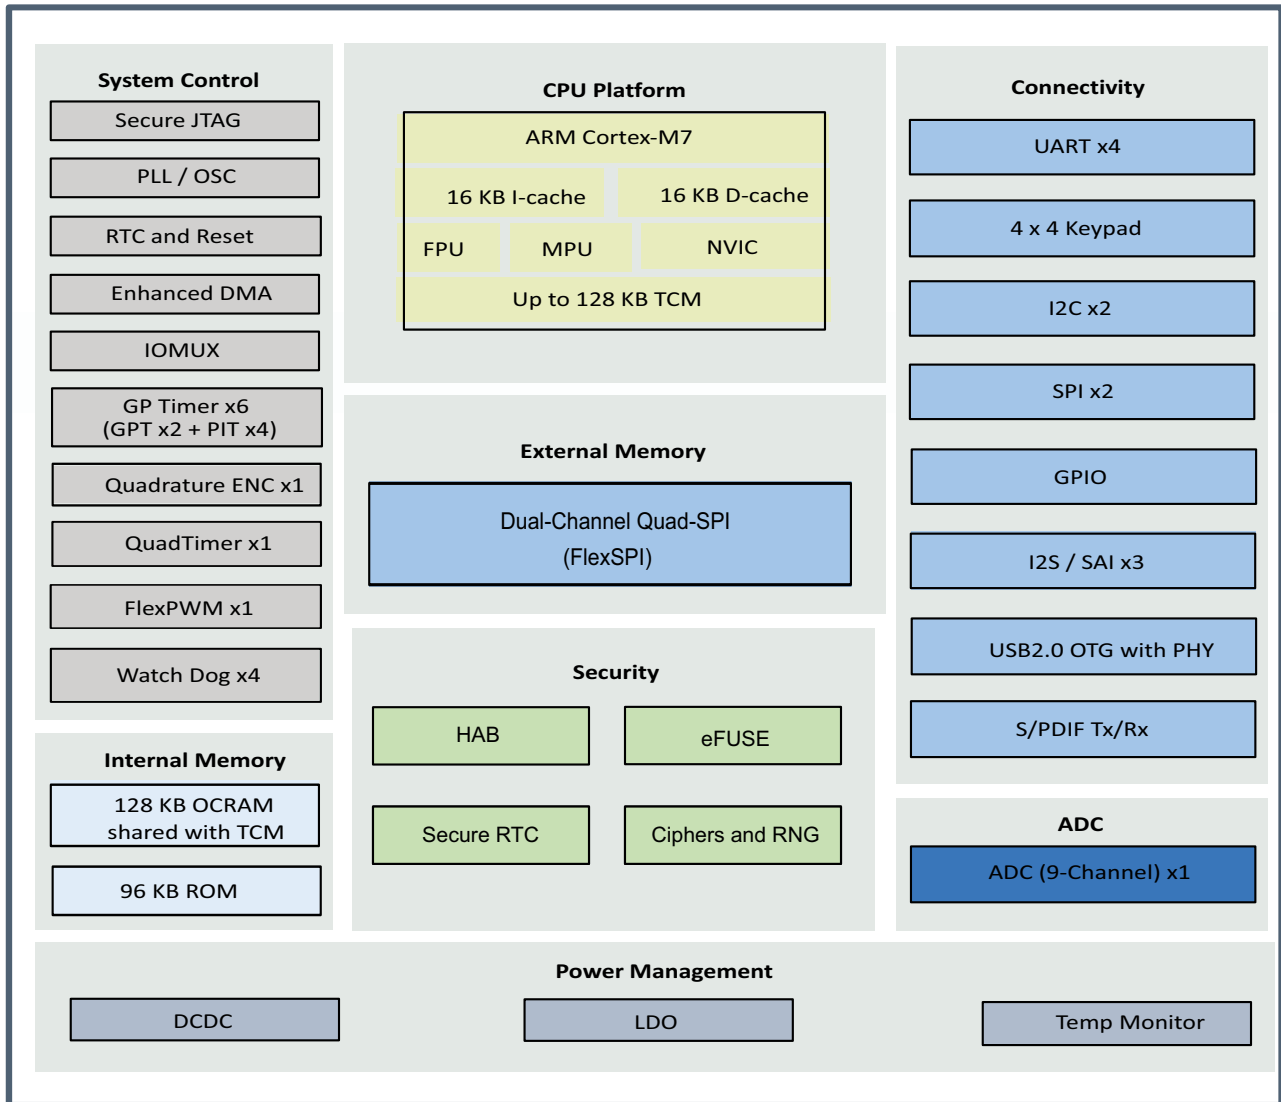 System Control
Secure JTAG
PLL / OSC
RTC and Reset
Enhanced DMA
IOMUX
GP Timer x6
(GPT x2 + PIT x4)
Quadrature ENC x1
QuadTimer x1
FlexPWM x1
Watch Dog x4
Internal Memory
128 KB OCRAM
shared with TCM
96 KB ROM
CPU Platform
ARM Cortex-M7
16 KB I-cache
16 KB D-cache
FPU
MPU
NVIC
Up to 128 KB TCM
External Memory
Dual-Channel Quad-SPI
(FlexSPI)
Security
HAB
eFUSE
Secure RTC
Ciphers and RNG
Connectivity
UART x4
4 x 4 Keypad
I2C x2
SPI x2
GPIO
I2S / SAI x3
USB2.0 OTG with PHY
S/PDIF Tx/Rx
ADC
ADC (9-Channel) x1
Power Management
DCDC
LDO
Temp Monitor